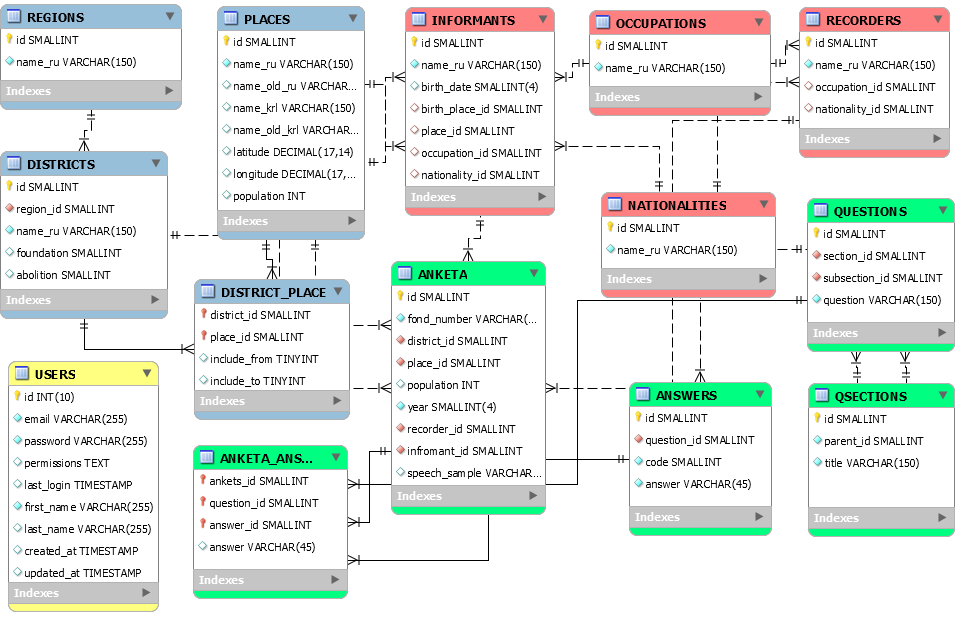 REGIONS
id SMALLINT
name_ru VARCHAR(150)
Indexes
PLACES
id SMALLINT
name_ru VARCHAR(150)
name_old_ru VARCHAR...
name_krl VARCHAR(150)
name_old_krl VARCHAR...
latitude DECIMAL(17,14)
longitude DECIMAL(17,...
population INT
Indexes
INFORMANTS
id SMALLINT
name_ru VARCHAR(150)
birth_date SMALLINT(4)
birth_place_id SMALLINT
place_id SMALLINT
occupation_id SMALLINT
nationality_id SMALLINT
Indexes
OCCUPATIONS
id SMALLINT
name_ru VARCHAR(150)
Indexes
RECORDERS
id SMALLINT
name_ru VARCHAR(150)
occupation_id SMALLINT
nationality_id SMALLINT
Indexes
DISTRICTS
id SMALLINT
region_id SMALLINT
name_ru VARCHAR(150)
foundation SMALLINT
abolition SMALLINT
Indexes
DISTRICT_PLACE
district_id SMALLINT
place_id SMALLINT
include_from TINYINT
include_to TINYINT
Indexes
ANKETA
id SMALLINT
fond_number VARCHAR(...
district_id SMALLINT
place_id SMALLINT
population INT
year SMALLINT(4)
recorder_id SMALLINT
infromant_id SMALLINT
speech_sample VARCHAR...
Indexes
NATIONALITIES
id SMALLINT
name_ru VARCHAR(150)
Indexes
QUESTIONS
id SMALLINT
section_id SMALLINT
subsection_id SMALLINT
question VARCHAR(150)
Indexes
USERS
id INT(10)
email VARCHAR(255)
password VARCHAR(255)
permissions TEXT
last_login TIMESTAMP
first_name VARCHAR(255)
last_name VARCHAR(255)
created_at TIMESTAMP
updated_at TIMESTAMP
Indexes
ANKETA_ANS...
ankets_id SMALLINT
question_id SMALLINT
answer_id SMALLINT
answer VARCHAR(45)
Indexes
ANSWERS
id SMALLINT
question_id SMALLINT
code SMALLINT
answer VARCHAR(45)
Indexes
QSECTIONS
id SMALLINT
parent_id SMALLINT
title VARCHAR(150)
Indexes